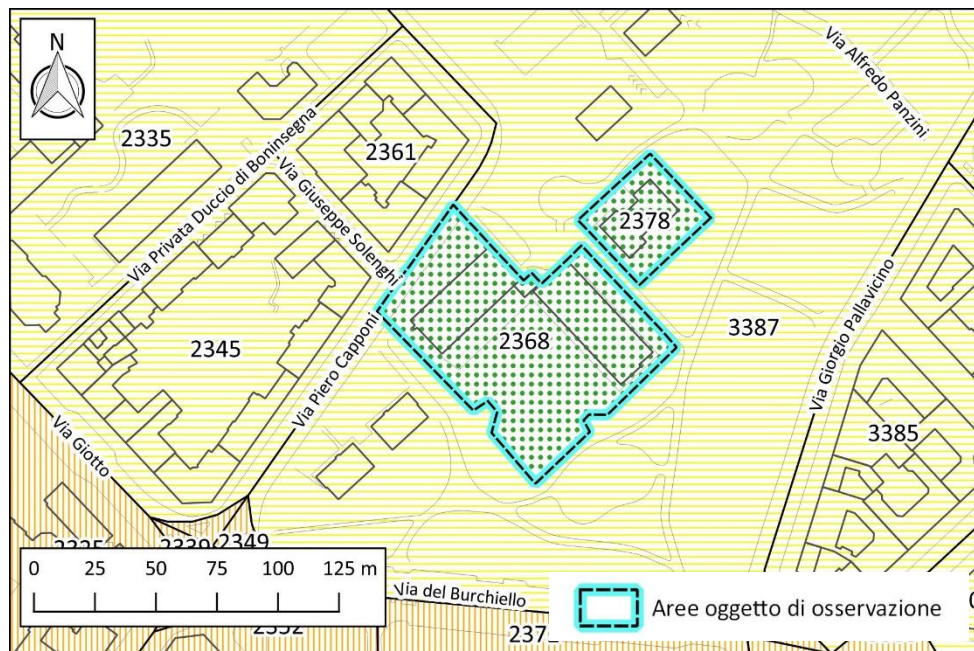 N
Via Alfredo Panzini
2335
2361
Via Privata Duccio di Boninsegna
Via Giuseppe Solenghi
2378
2345
2368
3387
Via Piero Capponi
Via Giorgio Pallavicino
Via Giotto
3385
2349
0 25 50 75 100 125 m
Via del Burchiello
Aree oggetto di osservazione